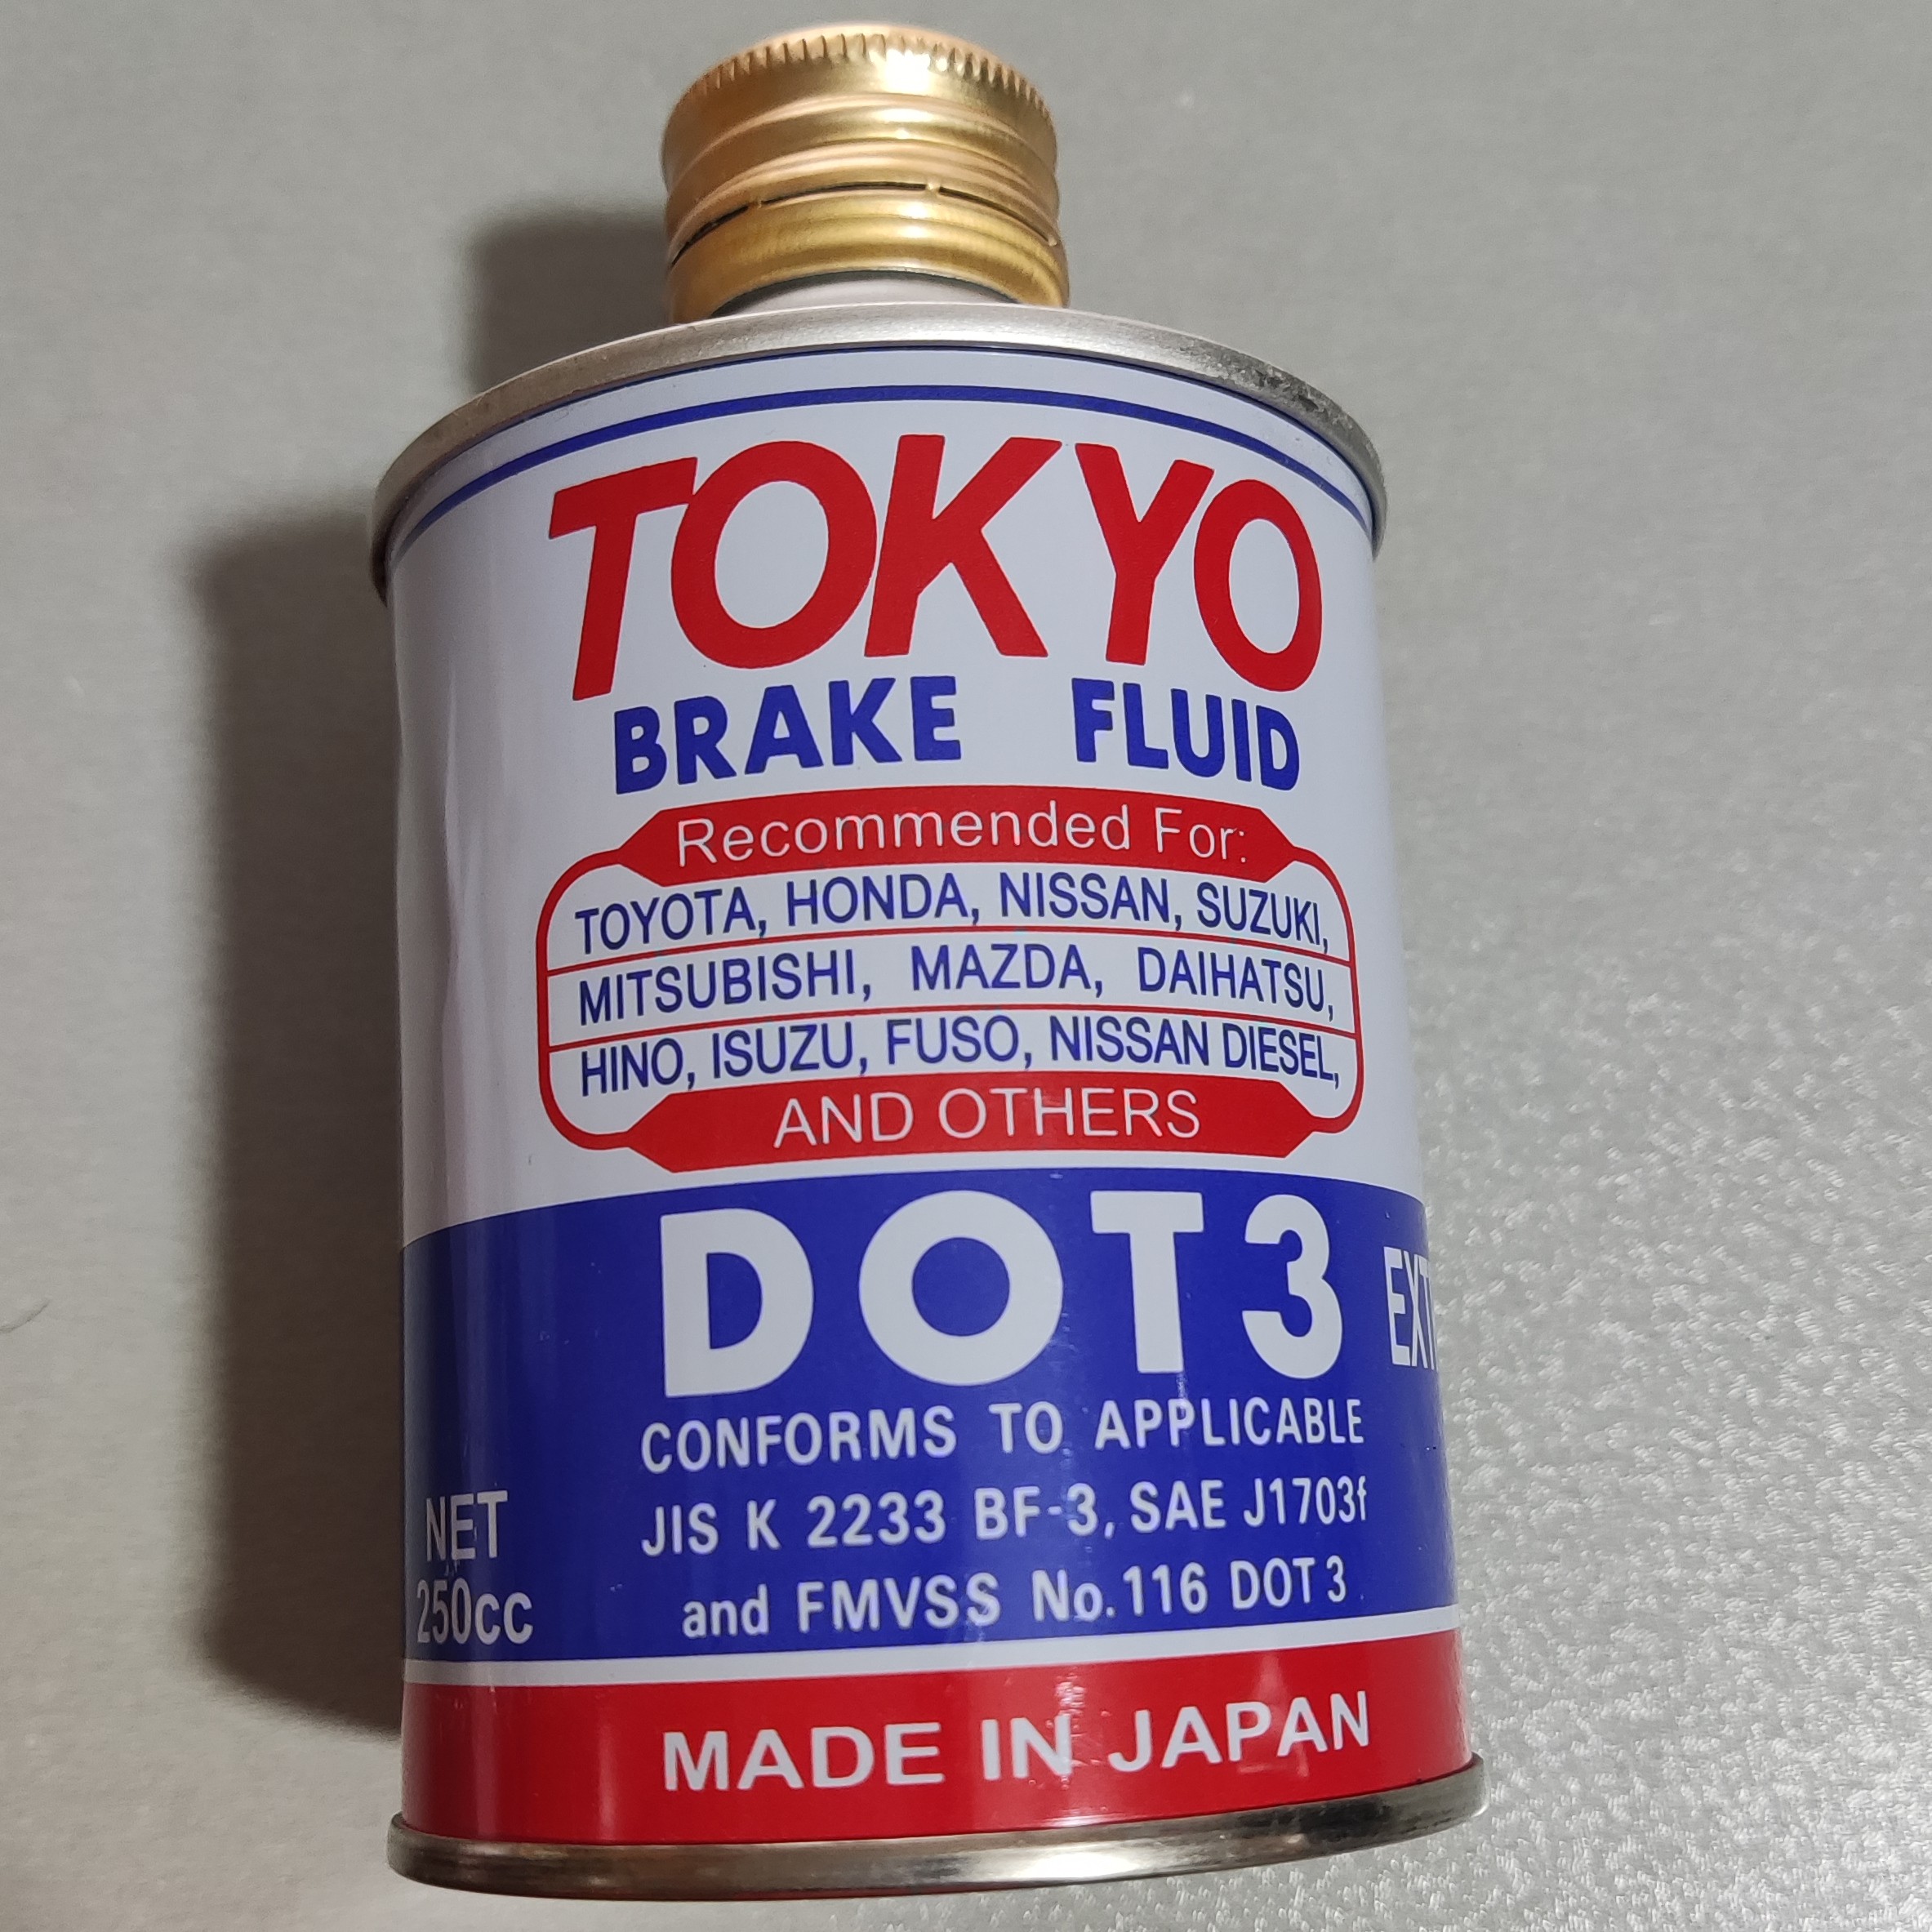 TOKYO
BRAKE FLUID
Recommended For:
TOYOTA, HONDA, NISSAN, SUZUKI,
MITSUBISHI, MAZDA, DAIHATSU,
HINO, ISUZU, FUSO, NISSAN DIESEL,
AND OTHERS
DOT3
CONFORMS TO APPLICABLE
JIS K 2233 BF-3, SAE J1703f
and FMVSS No.116 DOT 3
NET
250cc
MADE IN JAPAN